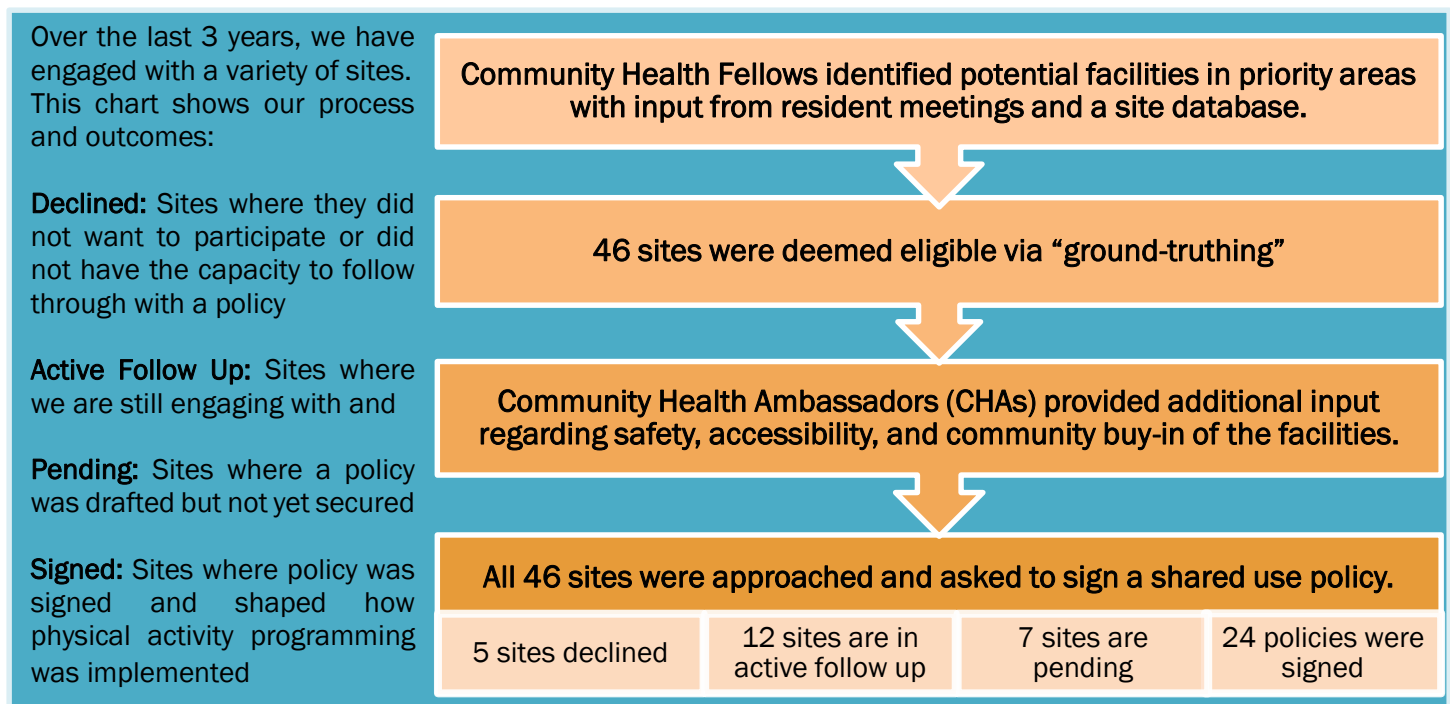 Over the last 3 years, we have
engaged with a variety of sites.
This chart shows our process
and outcomes:
Declined: Sites where they did
not want to participate or did
not have the capacity to follow
through with a policy
Active Follow Up: Sites where
we are still engaging with and
Pending: Sites where a policy
was drafted but not yet secured
Signed: Sites where policy was
signed and shaped how
physical activity programming
was implemented
Community Health Fellows identified potential facilities in priority areas
with input from resident meetings and a site database.
46 sites were deemed eligible via “ground-truthing”
Community Health Ambassadors (CHAs) provided additional input
regarding safety, accessibility, and community buy-in of the facilities.
All 46 sites were approached and asked to sign a shared use policy.
5 sites declined
12 sites are in
active follow up
7 sites are
pending
24 policies were
signed